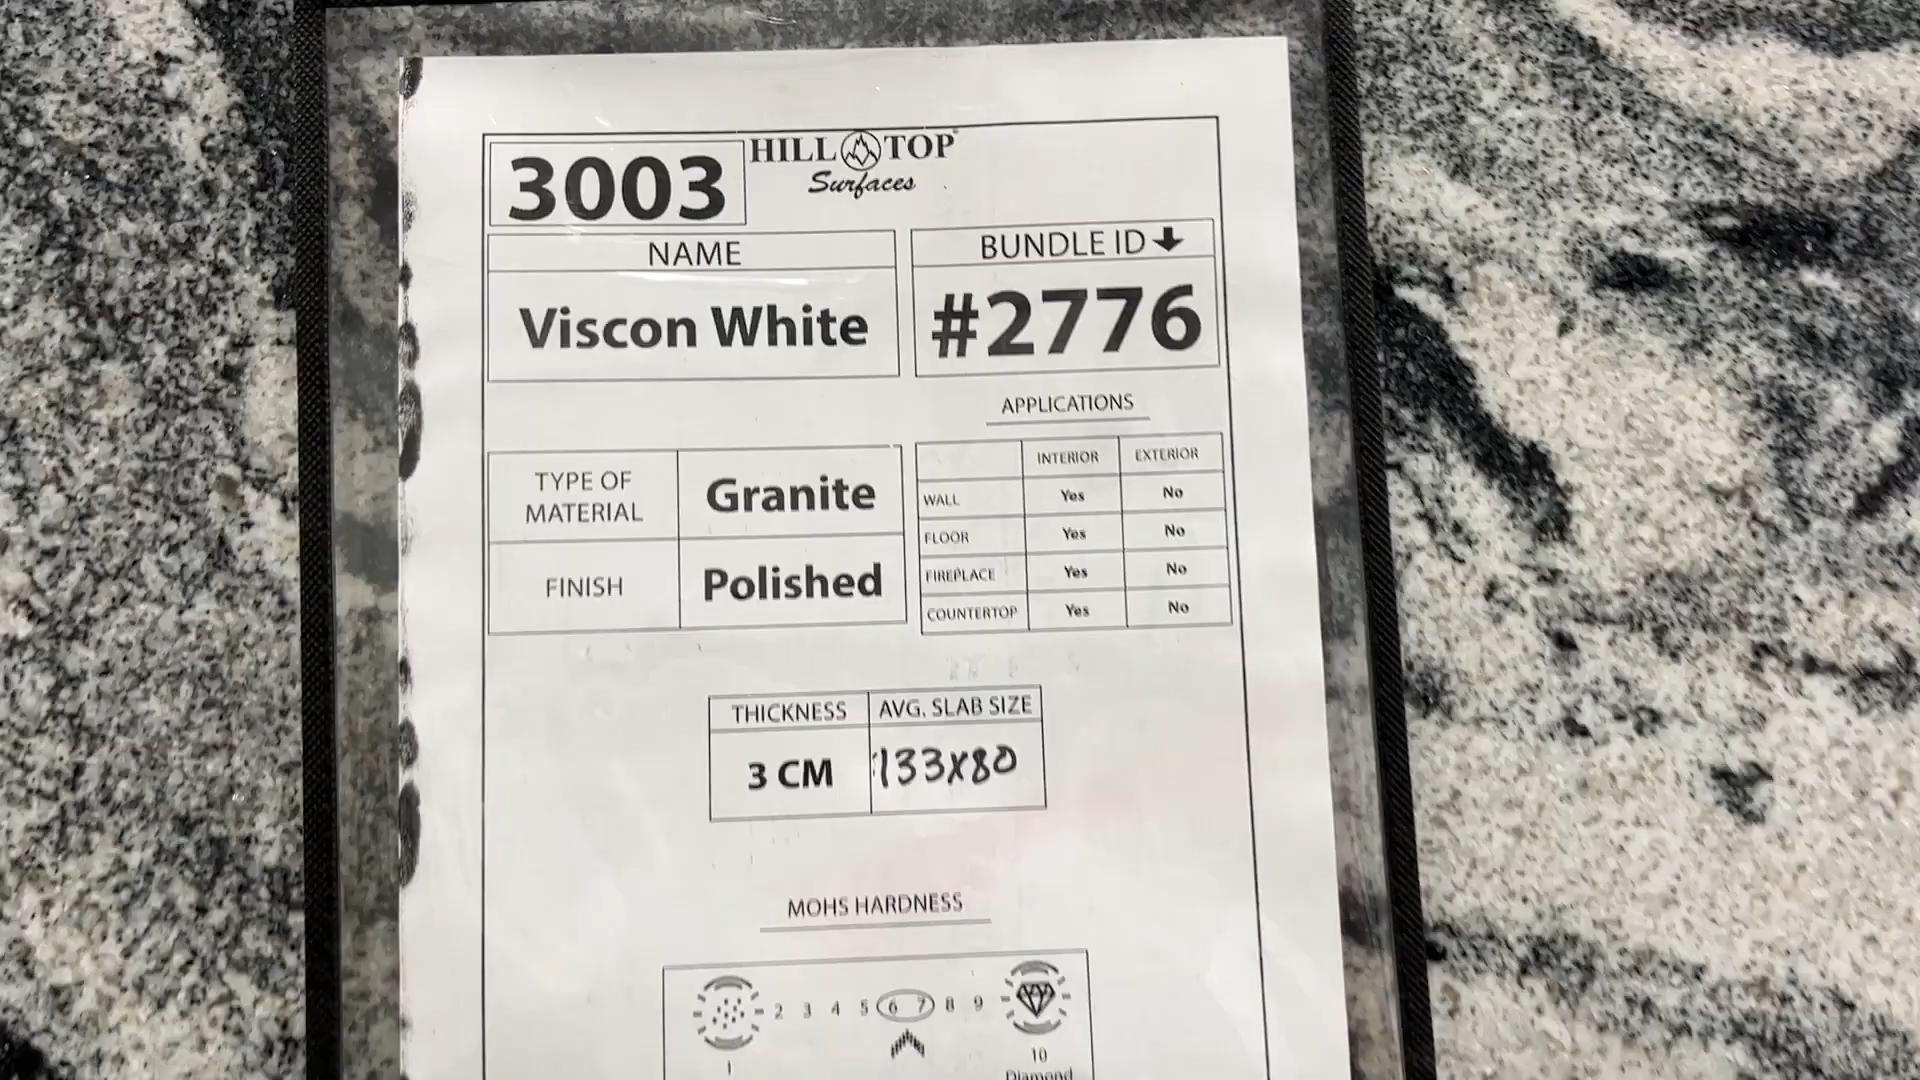 3003
HILL TOP
Surfaces
NAME
Viscon White
BUNDLE ID
#2776
APPLICATIONS
INTERIOR EXTERIOR
WALL Yes No
FLOOR Yes No
FIREPLACE Yes No
COUNTERTOP Yes No
TYPE OF
MATERIAL
Granite
FINISH
Polished
THICKNESS AVG. SLAB SIZE
3 CM 133X80
MOHS HARDNESS
2 3 4 5 6 7 8 9
1 10
Diamond